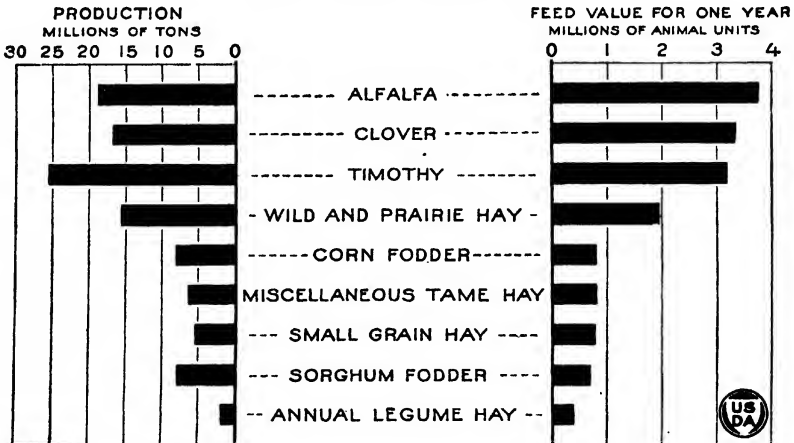 PRODUCTION
MILLIONS OF TONS
30 25 20 15 10 5 0
FEED VALUE FOR ONE YEAR
MILLIONS OF ANIMAL UNITS
0 1 2 3 4
ALFALFA
CLOVER
TIMOTHY
WILD AND PRAIRIE HAY
CORN FODDER
MISCELLANEOUS TAME HAY
SMALL GRAIN HAY
SORGHUM FODDER
ANNUAL LEGUME HAY
US
DA